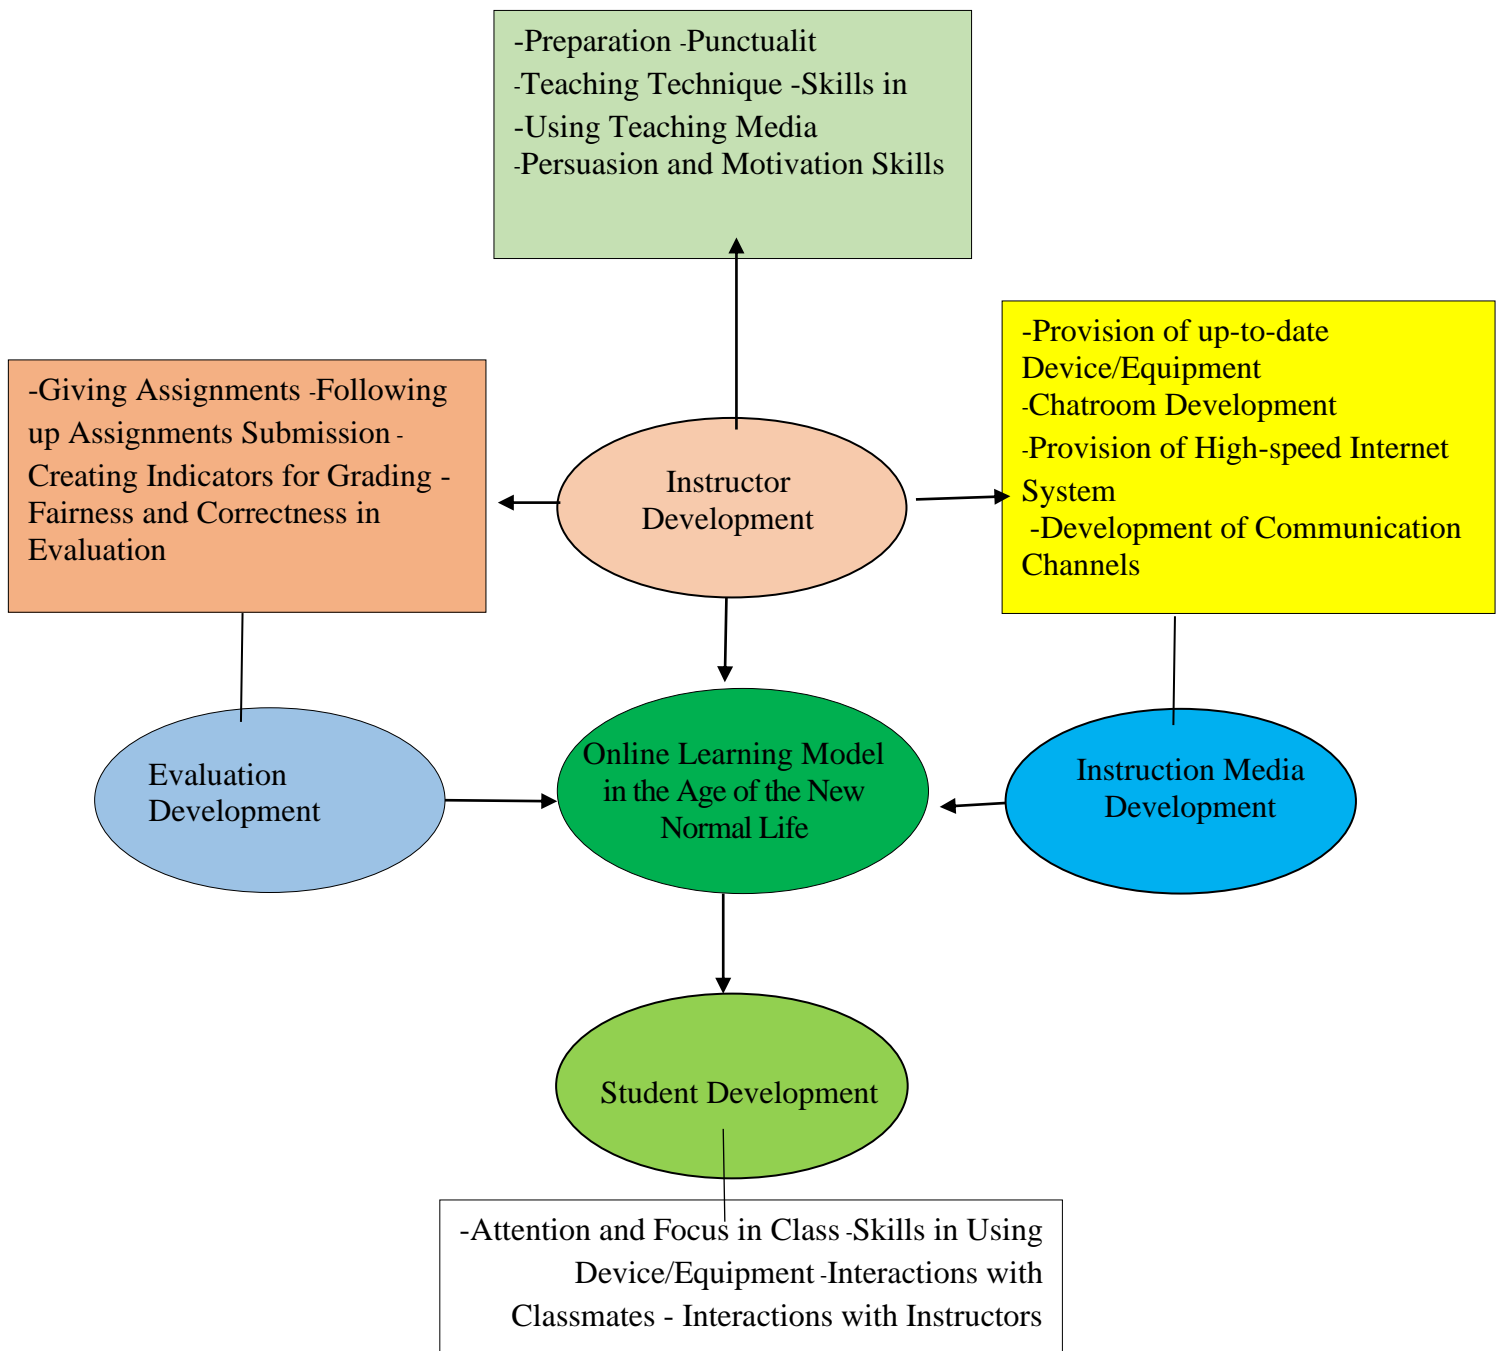 -Preparation -Punctualit
-Teaching Technique -Skills in
-Using Teaching Media
-Persuasion and Motivation Skills
-Provision of up-to-date
Device/Equipment
-Chatroom Development
-Provision of High-speed Internet
System
-Development of Communication
Channels
-Giving Assignments -Following
up Assignments Submission -
Creating Indicators for Grading -
Fairness and Correctness in
Evaluation
Instructor
Development
Evaluation
Development
Online Learning Model
in the Age of the New
Normal Life
Instruction Media
Development
Student Development
-Attention and Focus in Class -Skills in Using
Device/Equipment -Interactions with
Classmates - Interactions with Instructors